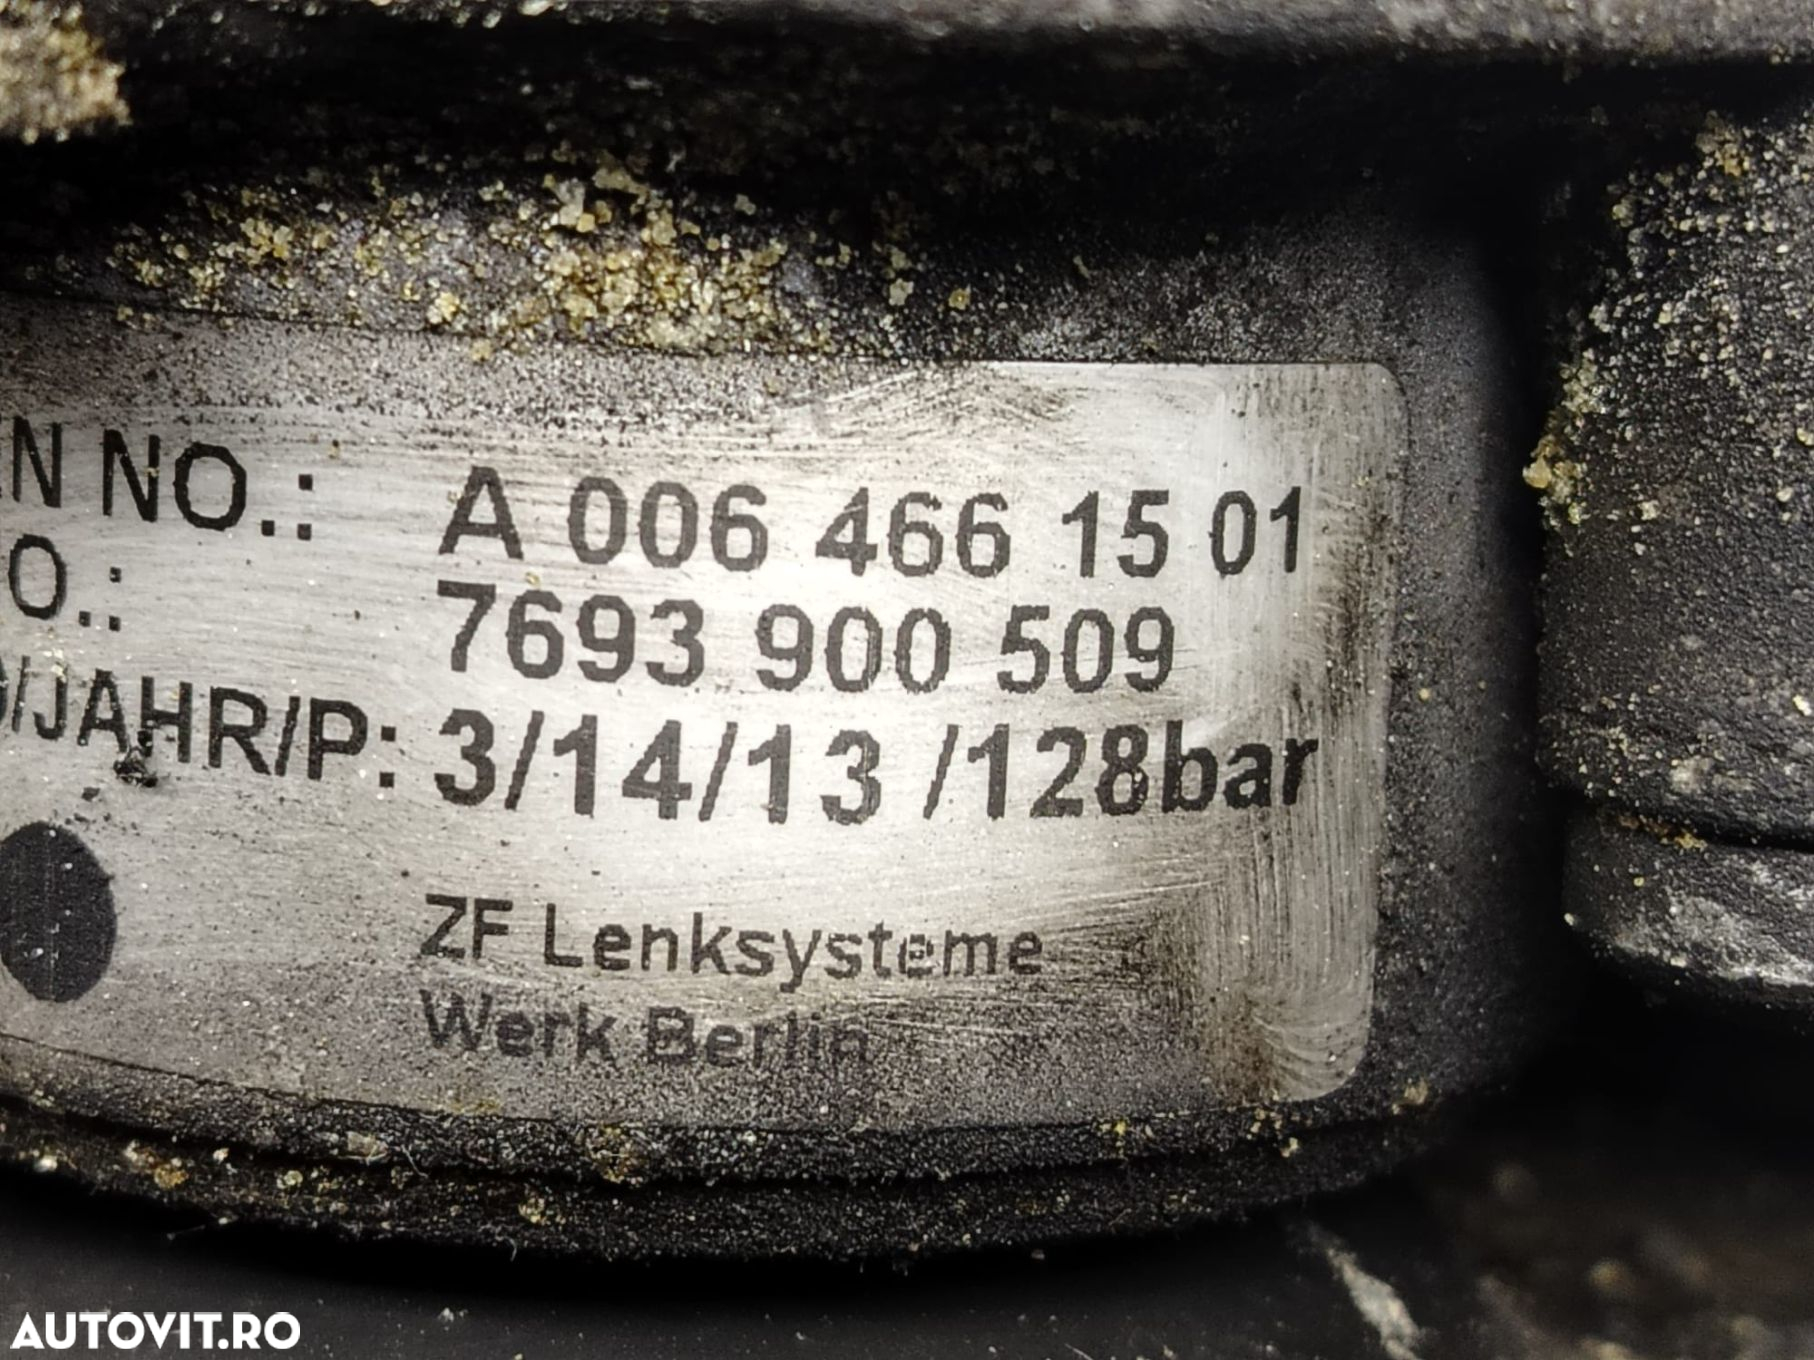 N NO.: A 006 466 15 01
O.: 7693 900 509
/JAHR/P: 3/14/13 /128bar
ZF Lenksysteme
Werk Berlin
AUTOVIT.RO